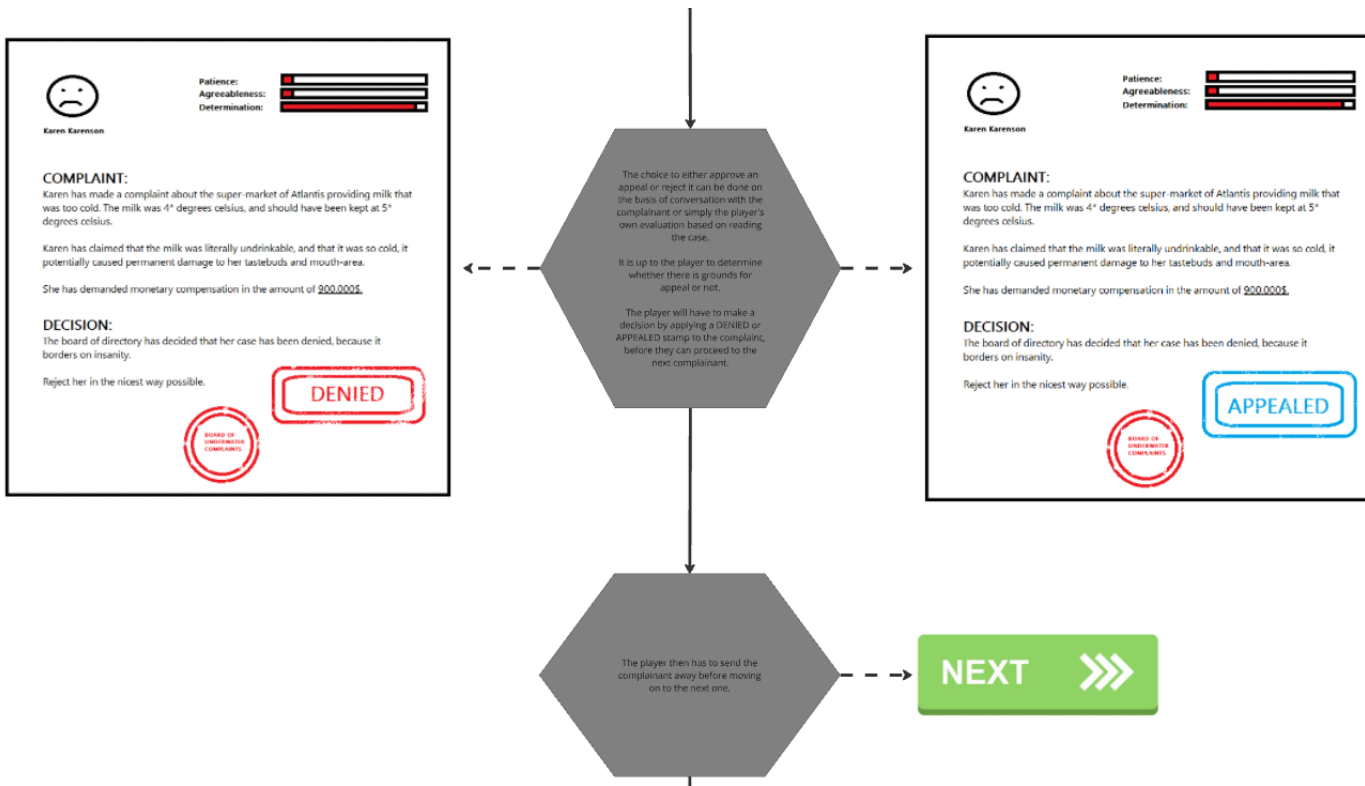 Patience:
Agreeableness:
Determination:
Karen Karenson
COMPLAINT:
Karen has made a complaint about the super-market of Atlantis providing milk that
was too cold. The milk was 4° degrees celsius, and should have been kept at 5°
degrees celsius.
Karen has claimed that the milk was literally undrinkable, and that it was so cold, it
potentially caused permanent damage to her tastebuds and mouth-area.
She has demanded monetary compensation in the amount of 900.000$.
DECISION:
The board of directory has decided that her case has been denied, because it
borders on insanity.
Reject her in the nicest way possible.
DENIED
BOARD OF
UNDERWATER
COMPLAINTS
The choice to either approve an
appeal or reject it can be done on
the basis of conversation with the
complainant or simply the player's
own evaluation based on reading
the case.
It is up to the player to determine
whether there is grounds for
appeal or not.
The player will have to make a
decision by applying a DENIED or
APPEALED stamp to the complaint,
before they can proceed to the
next complainant.
Patience:
Agreeableness:
Determination:
Karen Karenson
COMPLAINT:
Karen has made a complaint about the super-market of Atlantis providing milk that
was too cold. The milk was 4° degrees celsius, and should have been kept at 5°
degrees celsius.
Karen has claimed that the milk was literally undrinkable, and that it was so cold, it
potentially caused permanent damage to her tastebuds and mouth-area.
She has demanded monetary compensation in the amount of 900.000$.
DECISION:
The board of directory has decided that her case has been denied, because it
borders on insanity.
Reject her in the nicest way possible.
APPEALED
BOARD OF
UNDERWATER
COMPLAINTS
The player then has to send the
complainant away before moving
on to the next one.
NEXT